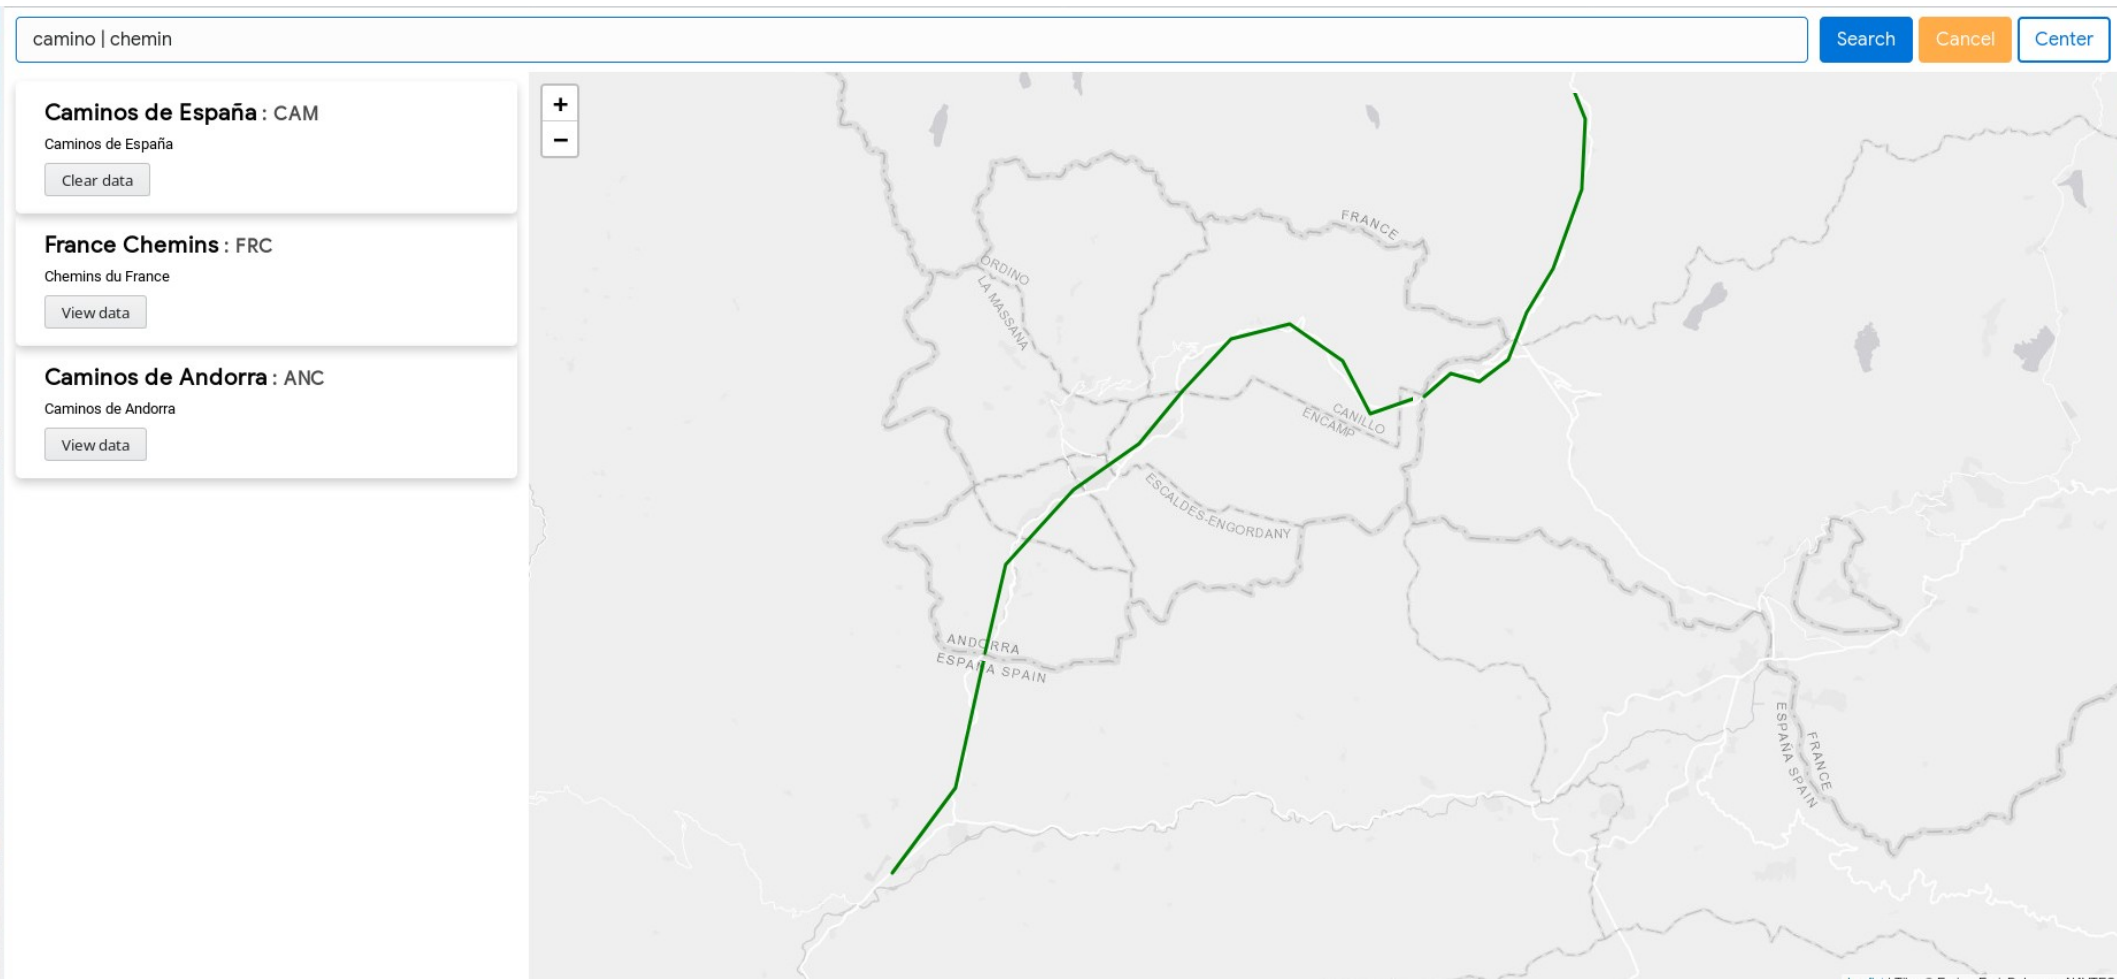 camino | chemin
Search
Cancel
Center
Caminos de España : CAM
Caminos de España
Clear data
France Chemins : FRC
Chemins du France
View data
Caminos de Andorra : ANC
Caminos de Andorra
View data
+
−
FRANCE
ORDINO
LA MASSANA
CANILLO
ENCAMP
ESCALDES-ENGORDANY
ANDORRA
ESPAÑA SPAIN
FRANCE
ESPAÑA SPAIN